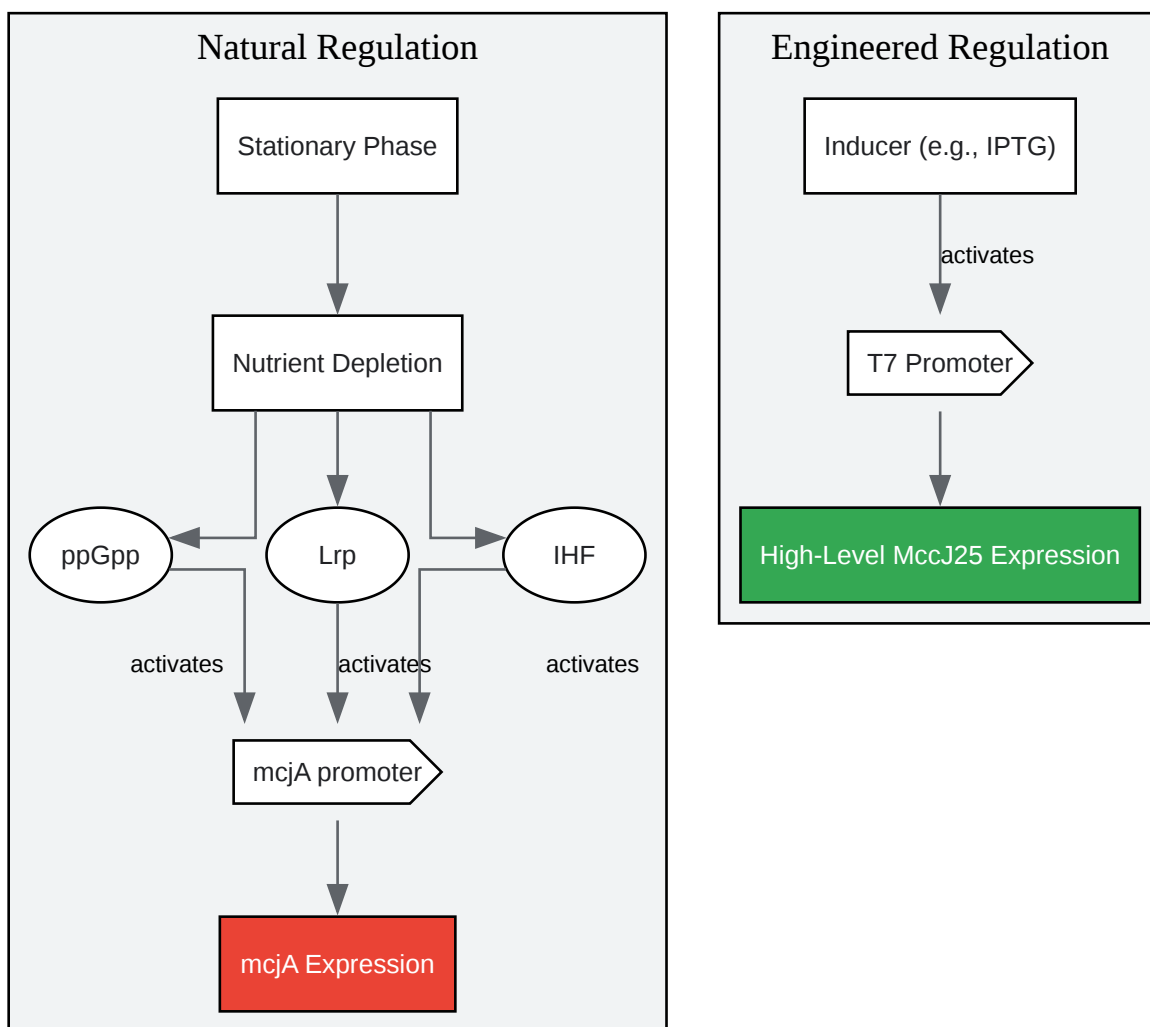 Natural Regulation
Stationary Phase
Nutrient Depletion
ppGpp
Lrp
IHF
activates
activates
activates
mcjA promoter
mcjA Expression
Engineered Regulation
Inducer (e.g., IPTG)
activates
T7 Promoter
High-Level MccJ25 Expression